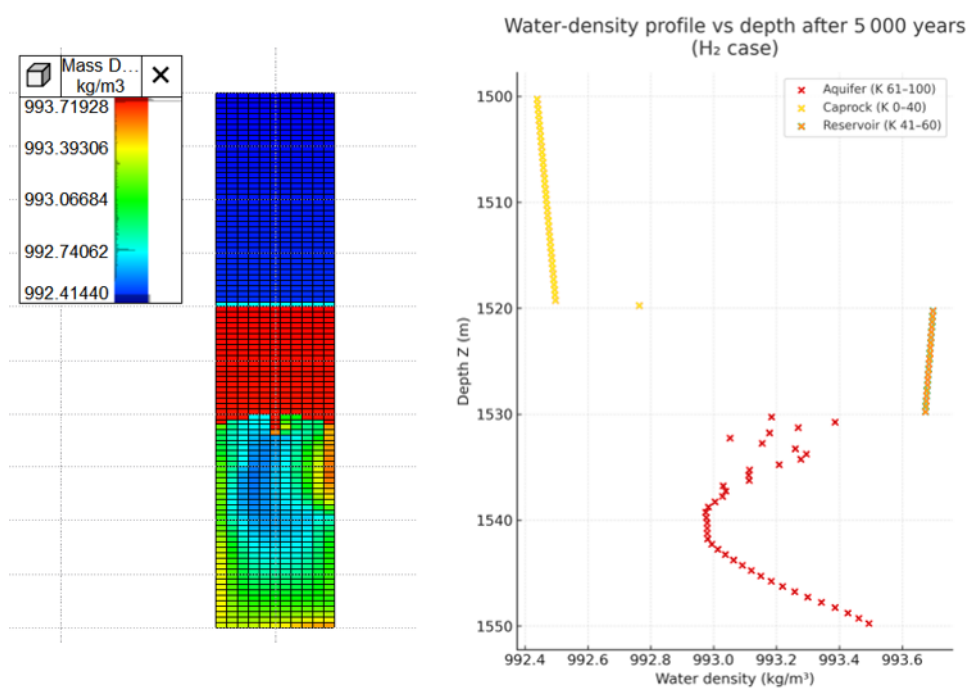 Mass D...
kg/m3
993.71928
993.39306
993.06684
992.74062
992.41440
Water-density profile vs depth after 5 000 years
(H₂ case)
Aquifer (K 61–100)
Caprock (K 0–40)
Reservoir (K 41–60)
Depth Z (m)
1500
1510
1520
1530
1540
1550
992.4 992.6 992.8 993.0 993.2 993.4 993.6
Water density (kg/m³)